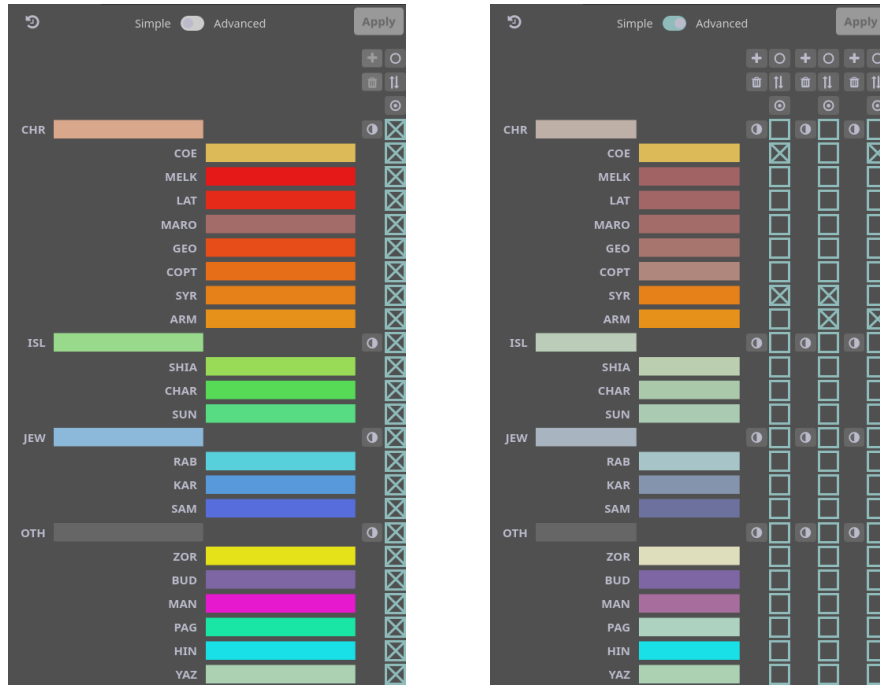 Simple Advanced Apply
CHR
COE
MELK
LAT
MARO
GEO
COPT
SYR
ARM
ISL
SHIA
CHAR
SUN
JEW
RAB
KAR
SAM
OTH
ZOR
BUD
MAN
PAG
HIN
YAZ
Simple Advanced Apply
CHR
COE
MELK
LAT
MARO
GEO
COPT
SYR
ARM
ISL
SHIA
CHAR
SUN
JEW
RAB
KAR
SAM
OTH
ZOR
BUD
MAN
PAG
HIN
YAZ